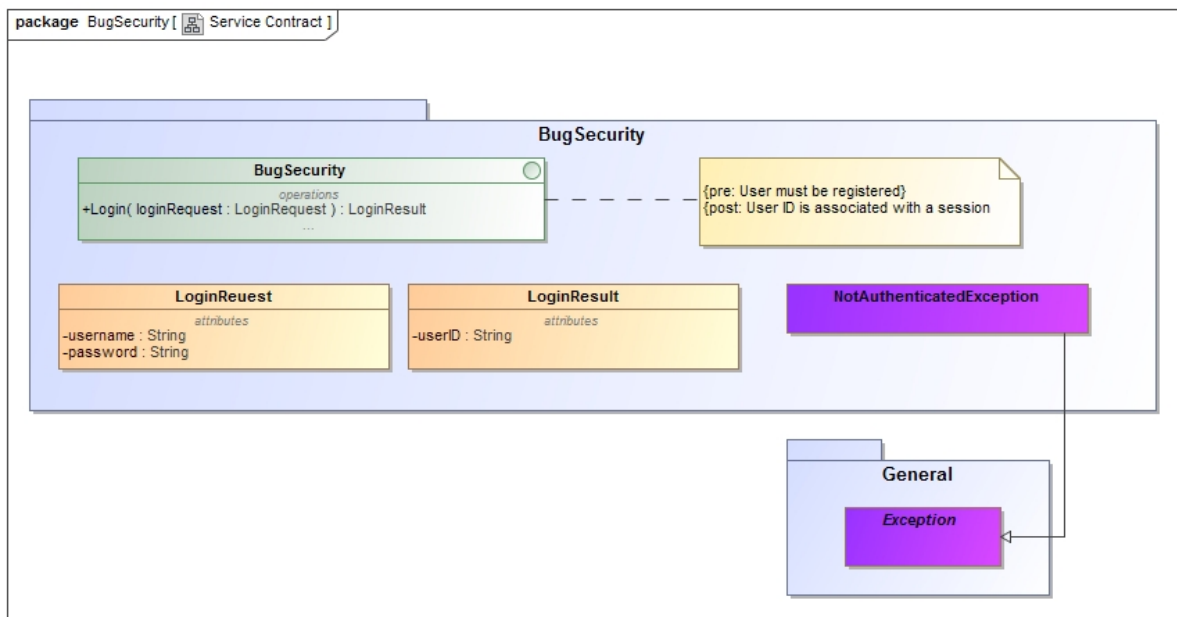 package BugSecurity [ Service Contract ]
BugSecurity
BugSecurity
operations
+Login( loginRequest : LoginRequest ) : LoginResult
...
{pre: User must be registered}
{post: User ID is associated with a session
LoginReuest
attributes
-username : String
-password : String
LoginResult
attributes
-userID : String
NotAuthenticatedException
General
Exception